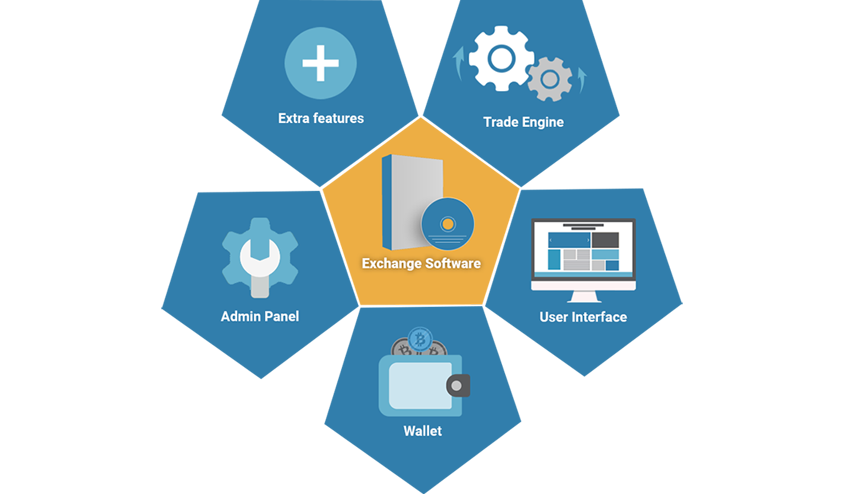 Extra features
Trade Engine
Exchange Software
Admin Panel
User Interface
Wallet